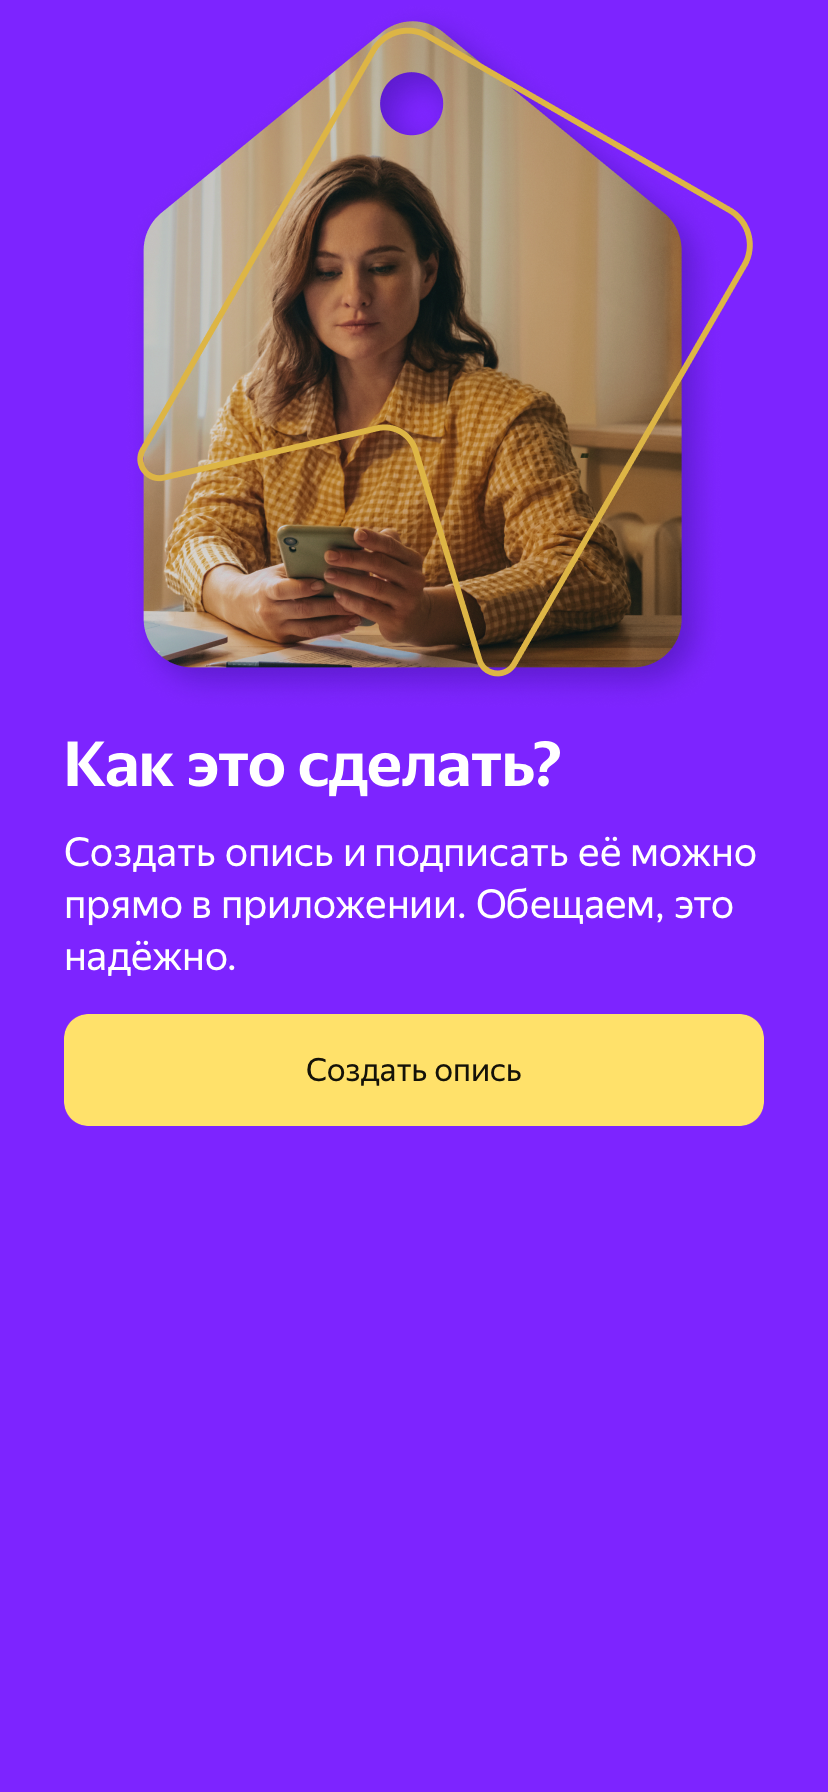 Как это сделать?
Создать опись и подписать её можно
прямо в приложении. Обещаем, это
надёжно.
Создать опись